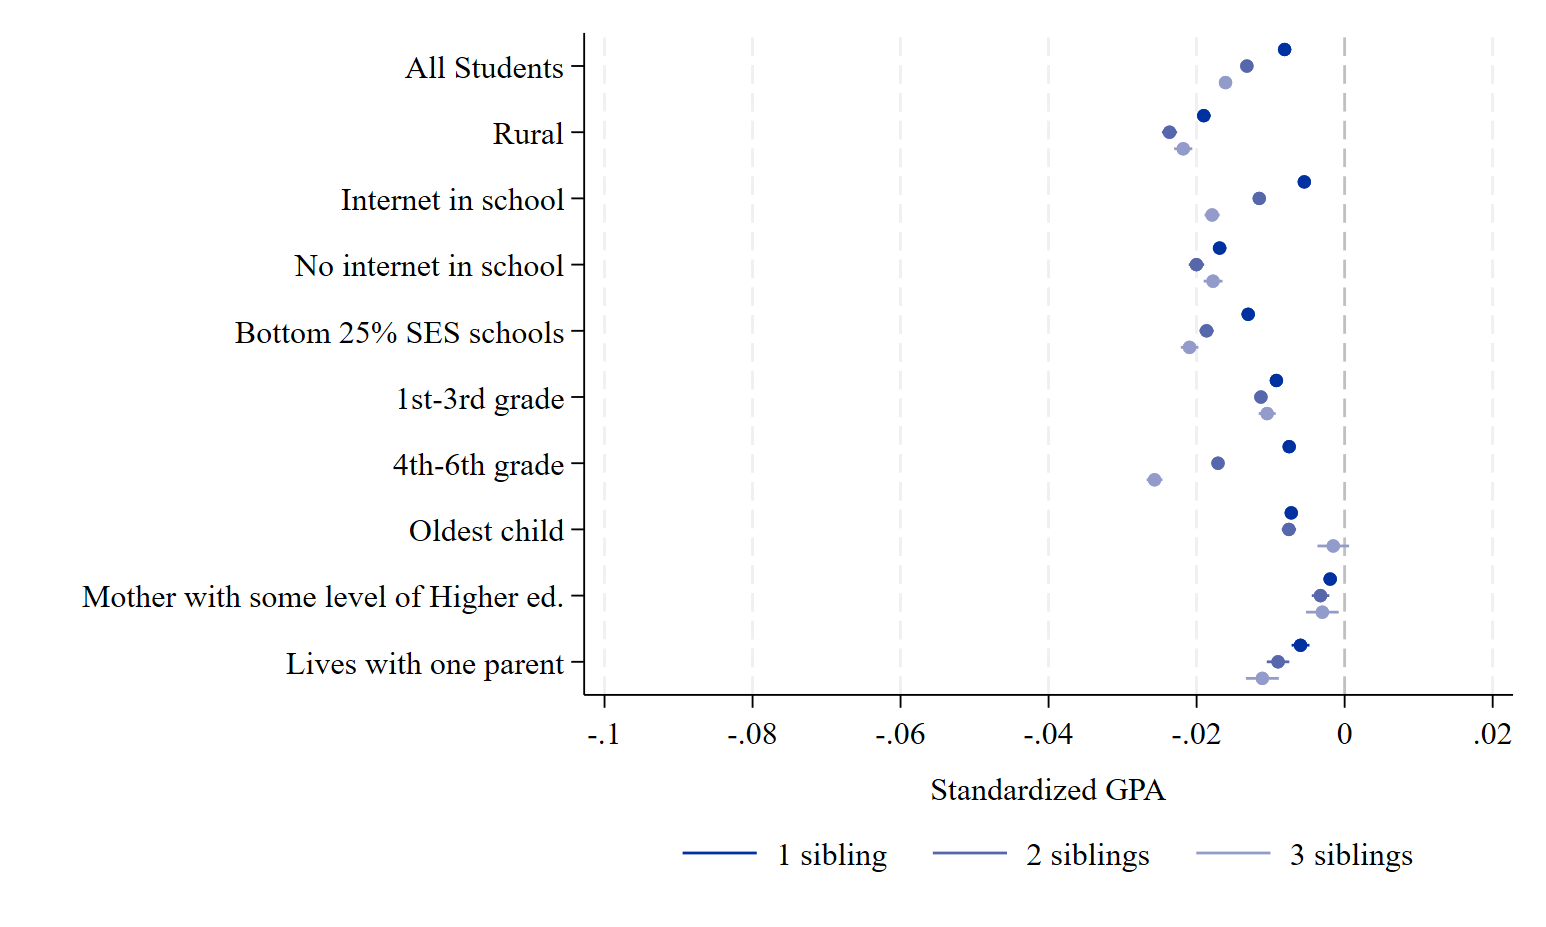 All Students
Rural
Internet in school
No internet in school
Bottom 25% SES schools
1st-3rd grade
4th-6th grade
Oldest child
Mother with some level of Higher ed.
Lives with one parent
-.1 -.08 -.06 -.04 -.02 0 .02
Standardized GPA
1 sibling 2 siblings 3 siblings